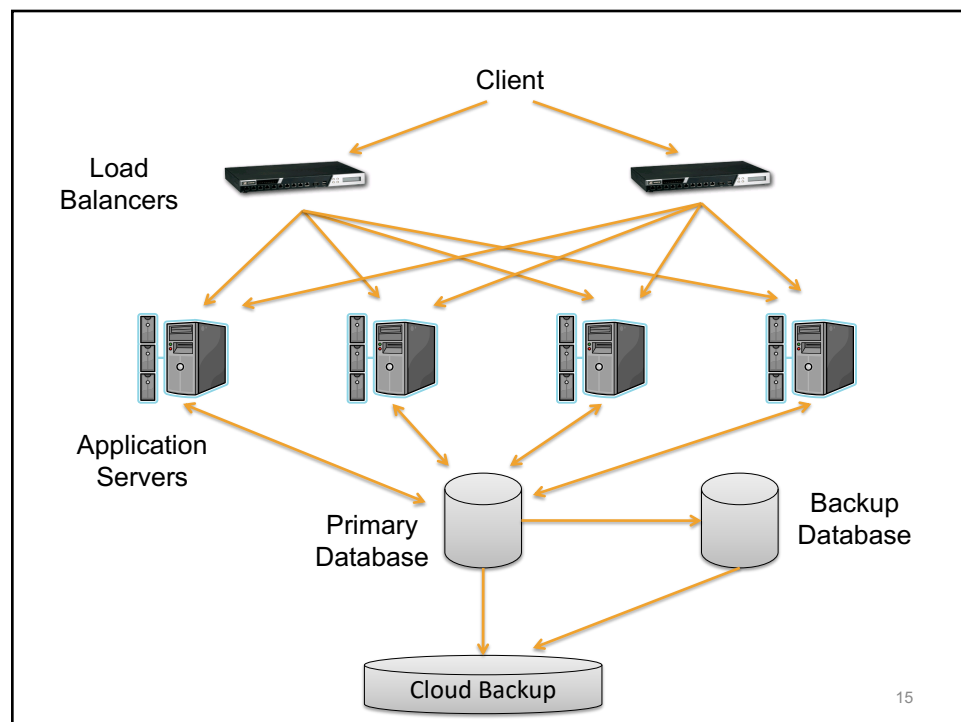 Client
Load
Balancers
Application
Servers
Primary
Database
Backup
Database
Cloud Backup
15